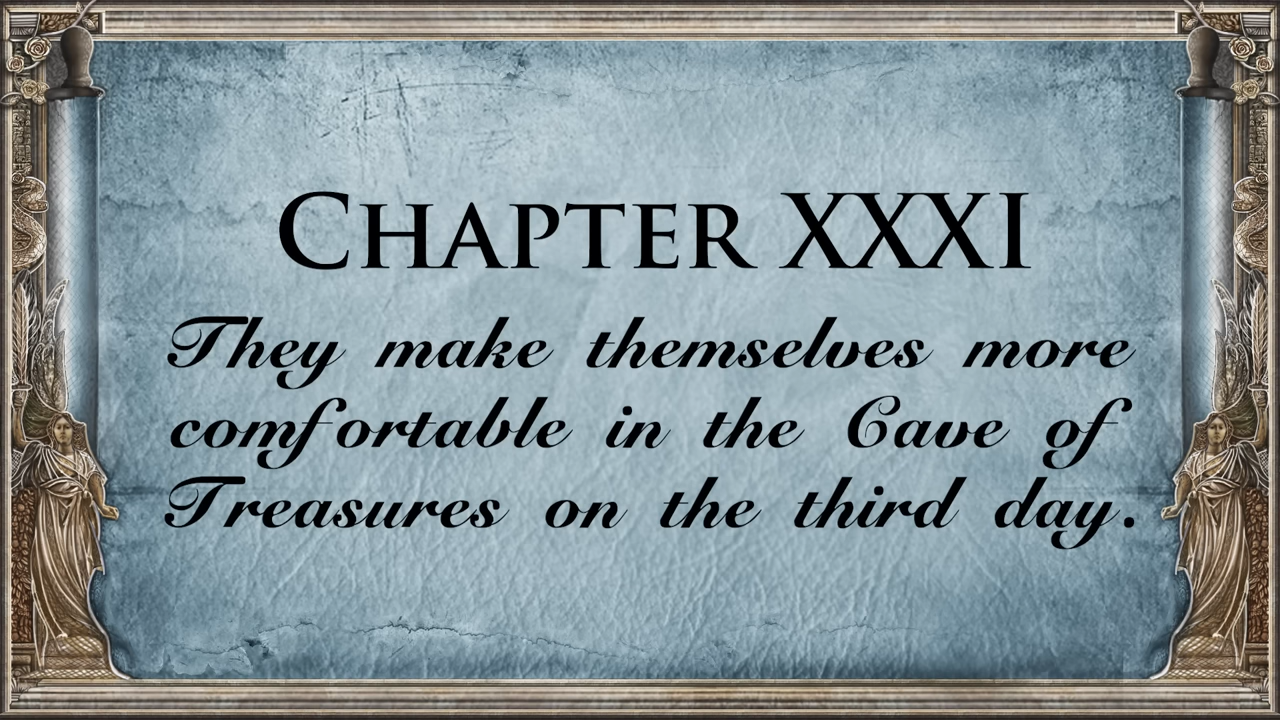 Chapter XXXI
They make themselves more
comfortable in the Cave of
Treasures on the third day.